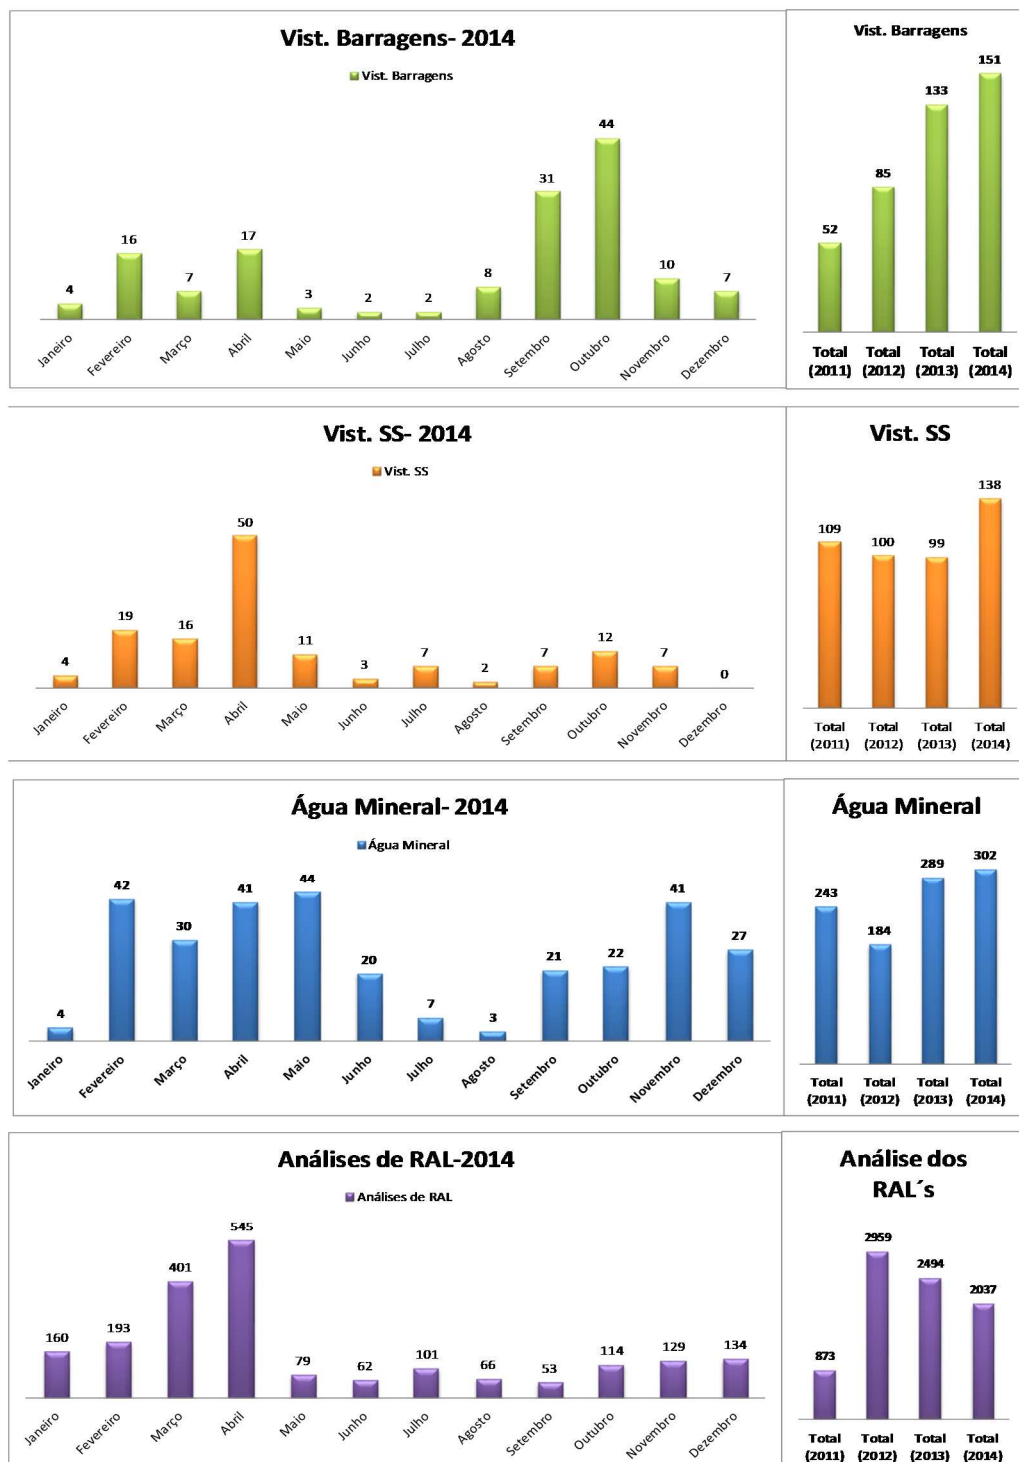 Vist. Barragens- 2014
Vist. Barragens
4
16
7
17
3
2
2
8
31
44
10
7
Janeiro
Fevereiro
Março
Abril
Maio
Junho
Julho
Agosto
Setembro
Outubro
Novembro
Dezembro
Vist. Barragens
52
85
133
151
Total (2011)
Total (2012)
Total (2013)
Total (2014)
Vist. SS- 2014
Vist. SS
4
19
16
50
11
3
7
2
7
12
7
0
Janeiro
Fevereiro
Março
Abril
Maio
Junho
Julho
Agosto
Setembro
Outubro
Novembro
Dezembro
Vist. SS
109
100
99
138
Total (2011)
Total (2012)
Total (2013)
Total (2014)
Água Mineral- 2014
Água Mineral
4
42
30
41
44
20
7
3
21
22
41
27
Janeiro
Fevereiro
Março
Abril
Maio
Junho
Julho
Agosto
Setembro
Outubro
Novembro
Dezembro
Água Mineral
243
184
289
302
Total (2011)
Total (2012)
Total (2013)
Total (2014)
Análises de RAL-2014
Análises de RAL
160
193
401
545
79
62
101
66
53
114
129
134
Janeiro
Fevereiro
Março
Abril
Maio
Junho
Julho
Agosto
Setembro
Outubro
Novembro
Dezembro
Análise dos
RAL´s
873
2959
2494
2037
Total (2011)
Total (2012)
Total (2013)
Total (2014)